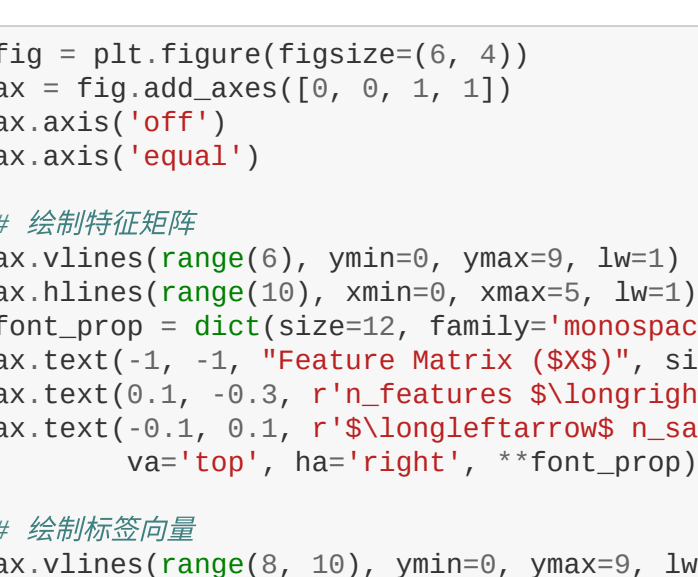 fig = plt.figure(figsize=(6, 4))
ax = fig.add_axes([0, 0, 1, 1])
ax.axis('off')
ax.axis('equal')
# 绘制特征矩阵
ax.vlines(range(6), ymin=0, ymax=9, lw=1)
ax.hlines(range(10), xmin=0, xmax=5, lw=1)
font_prop = dict(size=12, family='monospac
ax.text(-1, -1, "Feature Matrix ($X$)", si
ax.text(0.1, -0.3, r'n_features $\longrigh
ax.text(-0.1, 0.1, r'$\longleftarrow$ n_sa
va='top', ha='right', **font_prop)
# 绘制标签向量
ax.vlines(range(8, 10), ymin=0, ymax=9, lw